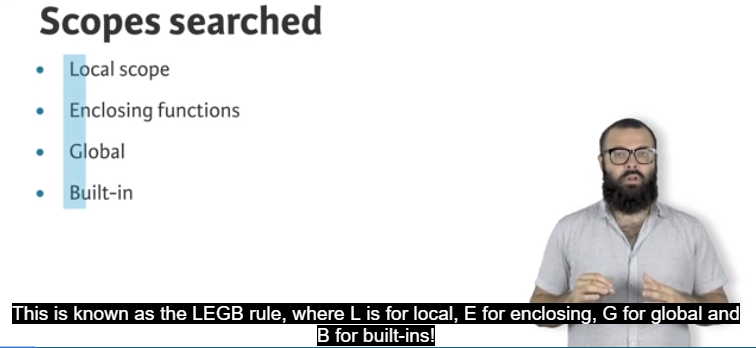 Scopes searched
• Local scope
• Enclosing functions
• Global
• Built-in
This is known as the LEGB rule, where L is for local, E for enclosing, G for global and
B for built-ins!